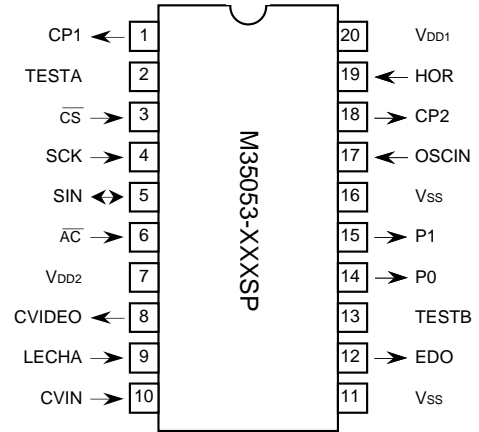 CP1 1 20 VDD1
TESTA 2 19 HOR
CS 3 18 CP2
SCK 4 17 OSCIN
SIN 5 16 VSS
AC 6 15 P1
VDD2 7 14 P0
CVIDEO 8 13 TESTB
LECHA 9 12 EDO
CVIN 10 11 VSS
M35053-XXXSP